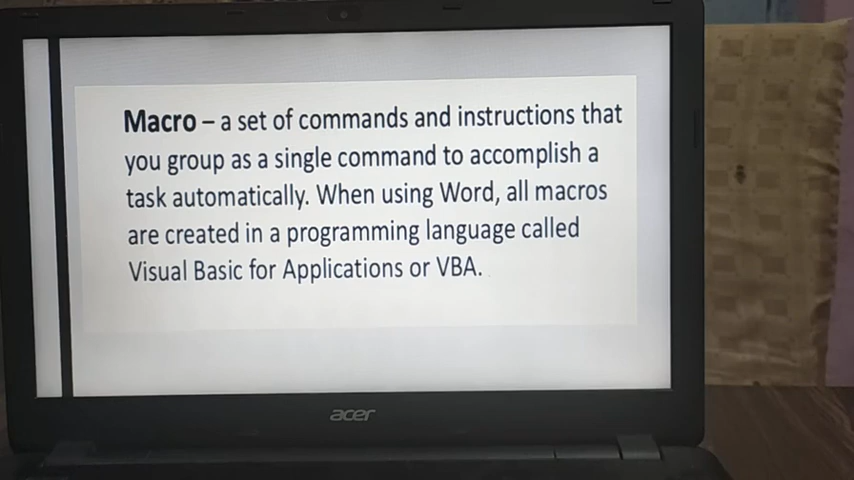 Macro – a set of commands and instructions that
you group as a single command to accomplish a
task automatically. When using Word, all macros
are created in a programming language called
Visual Basic for Applications or VBA.
acer